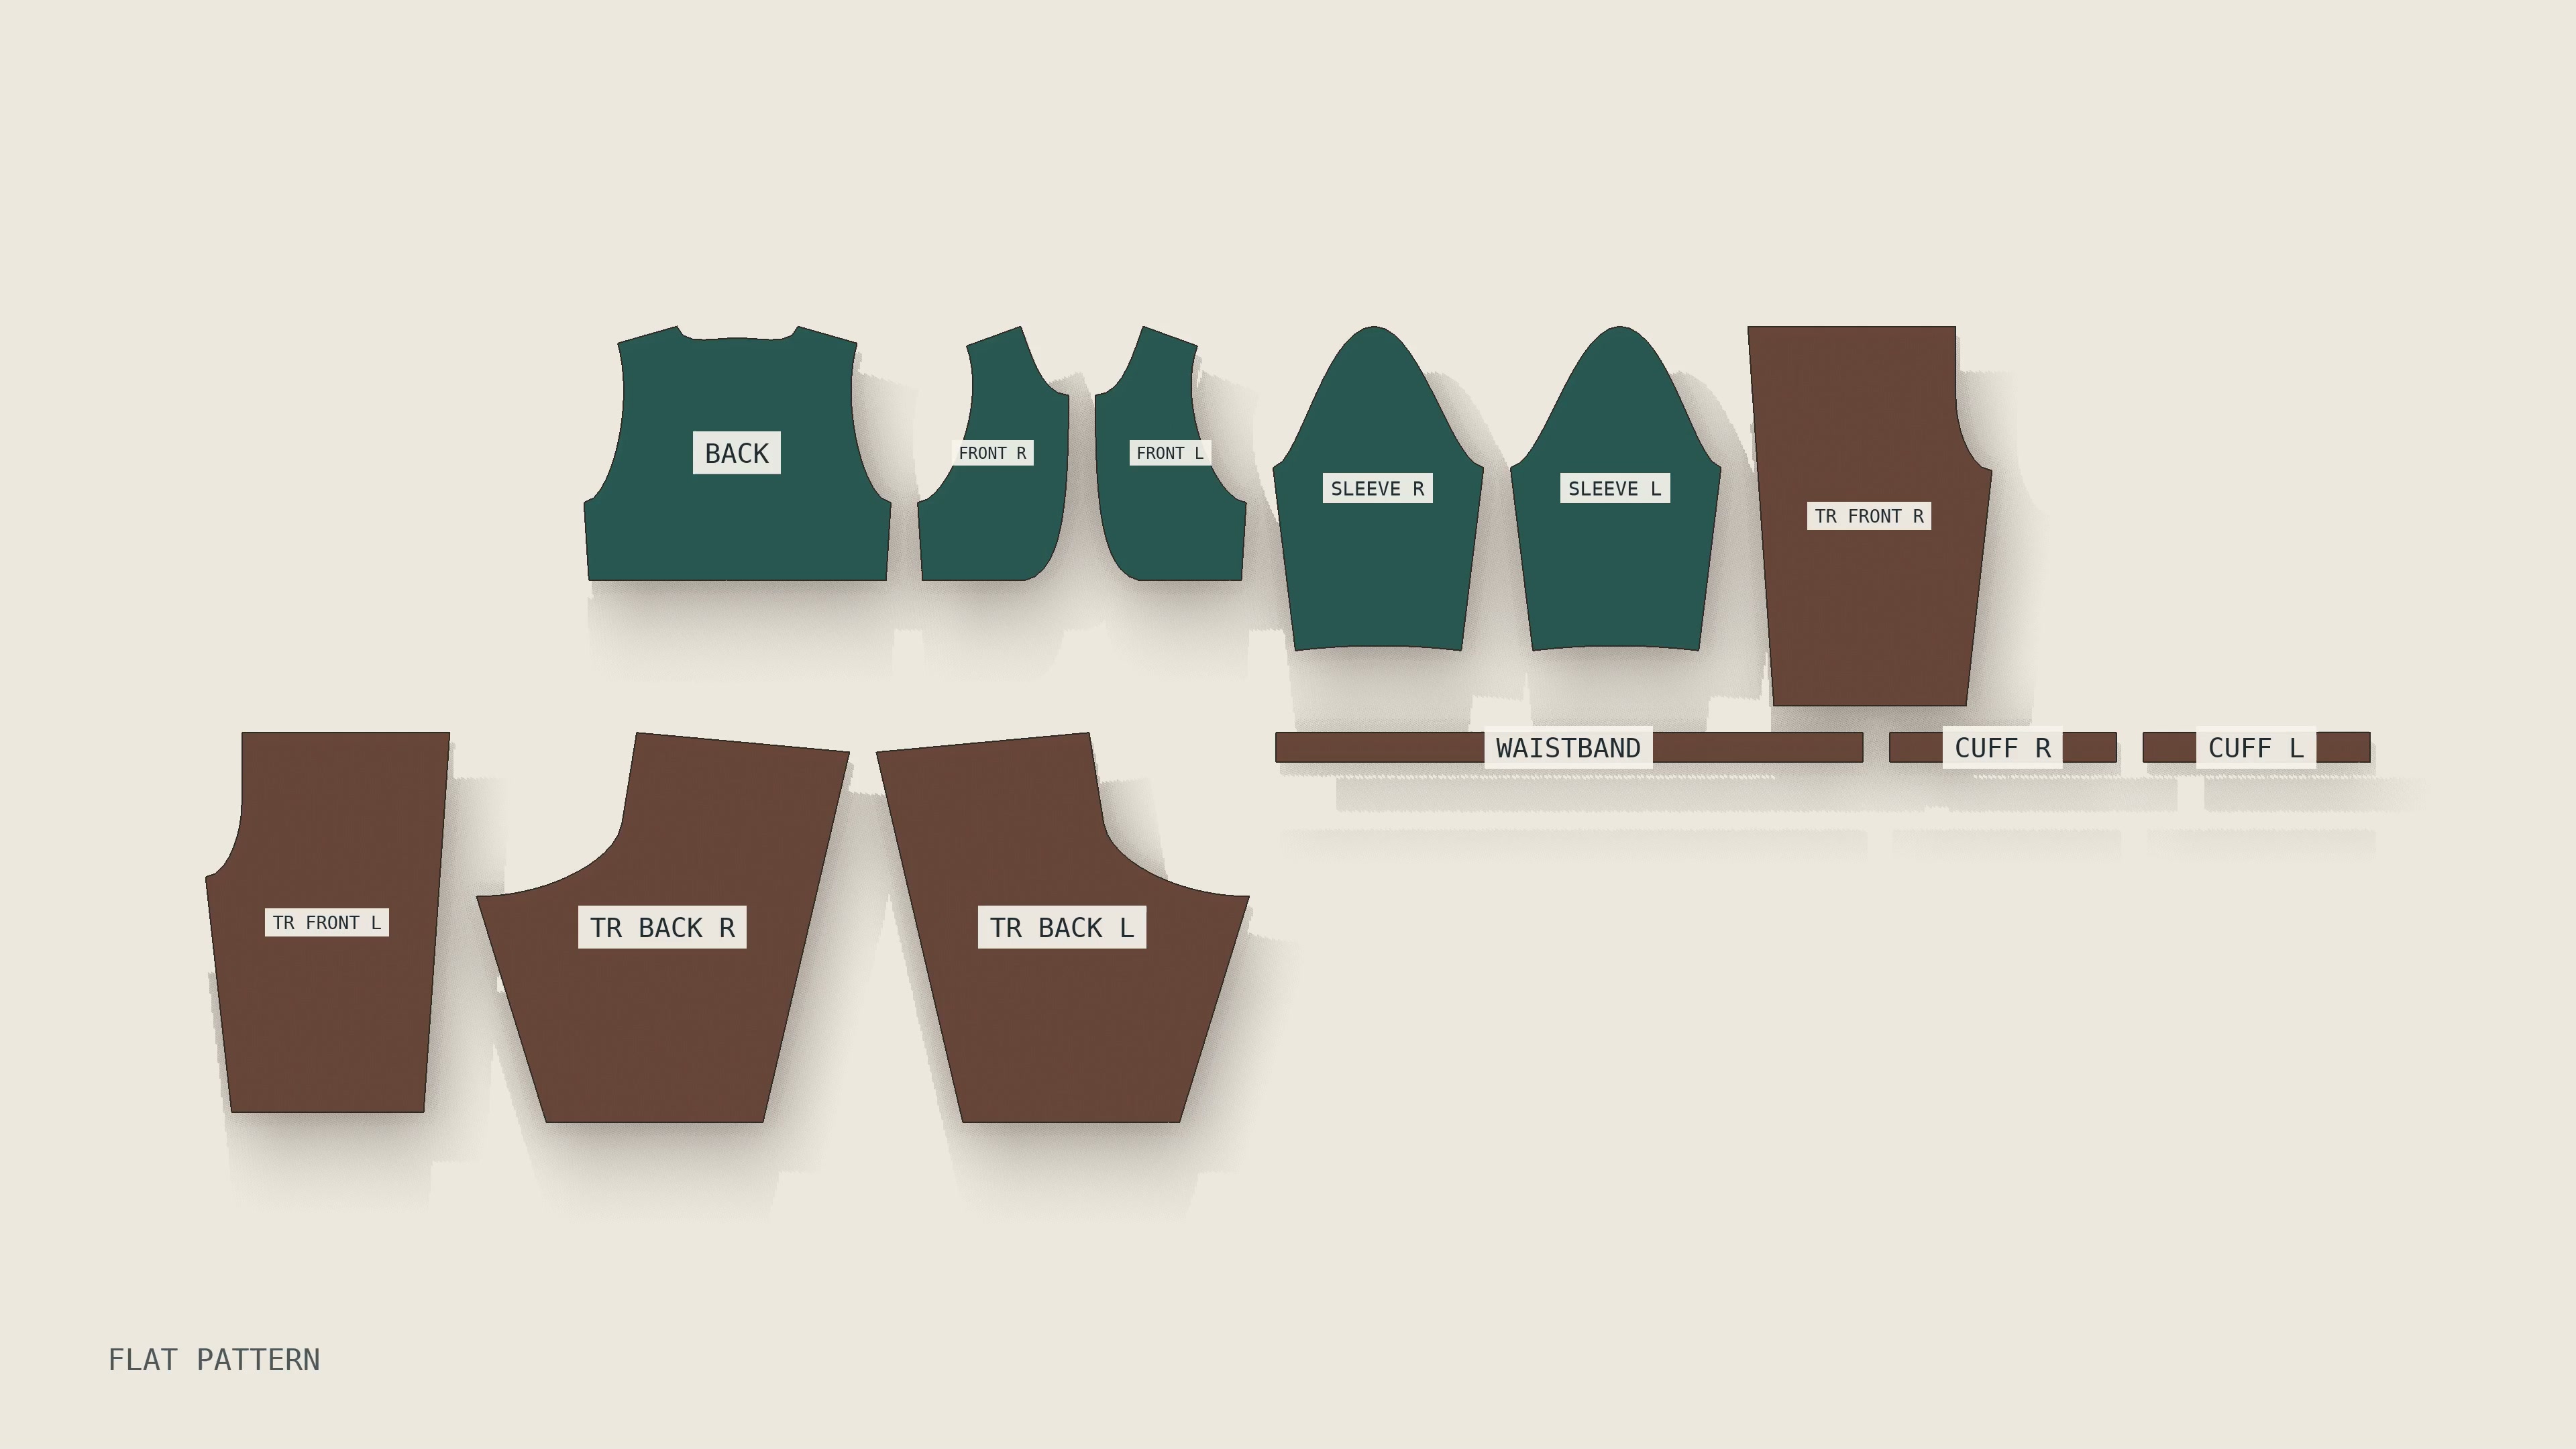 BACK
FRONT R
FRONT L
SLEEVE R
SLEEVE L
TR FRONT R
WAISTBAND
CUFF R
CUFF L
TR FRONT L
TR BACK R
TR BACK L
FLAT PATTERN